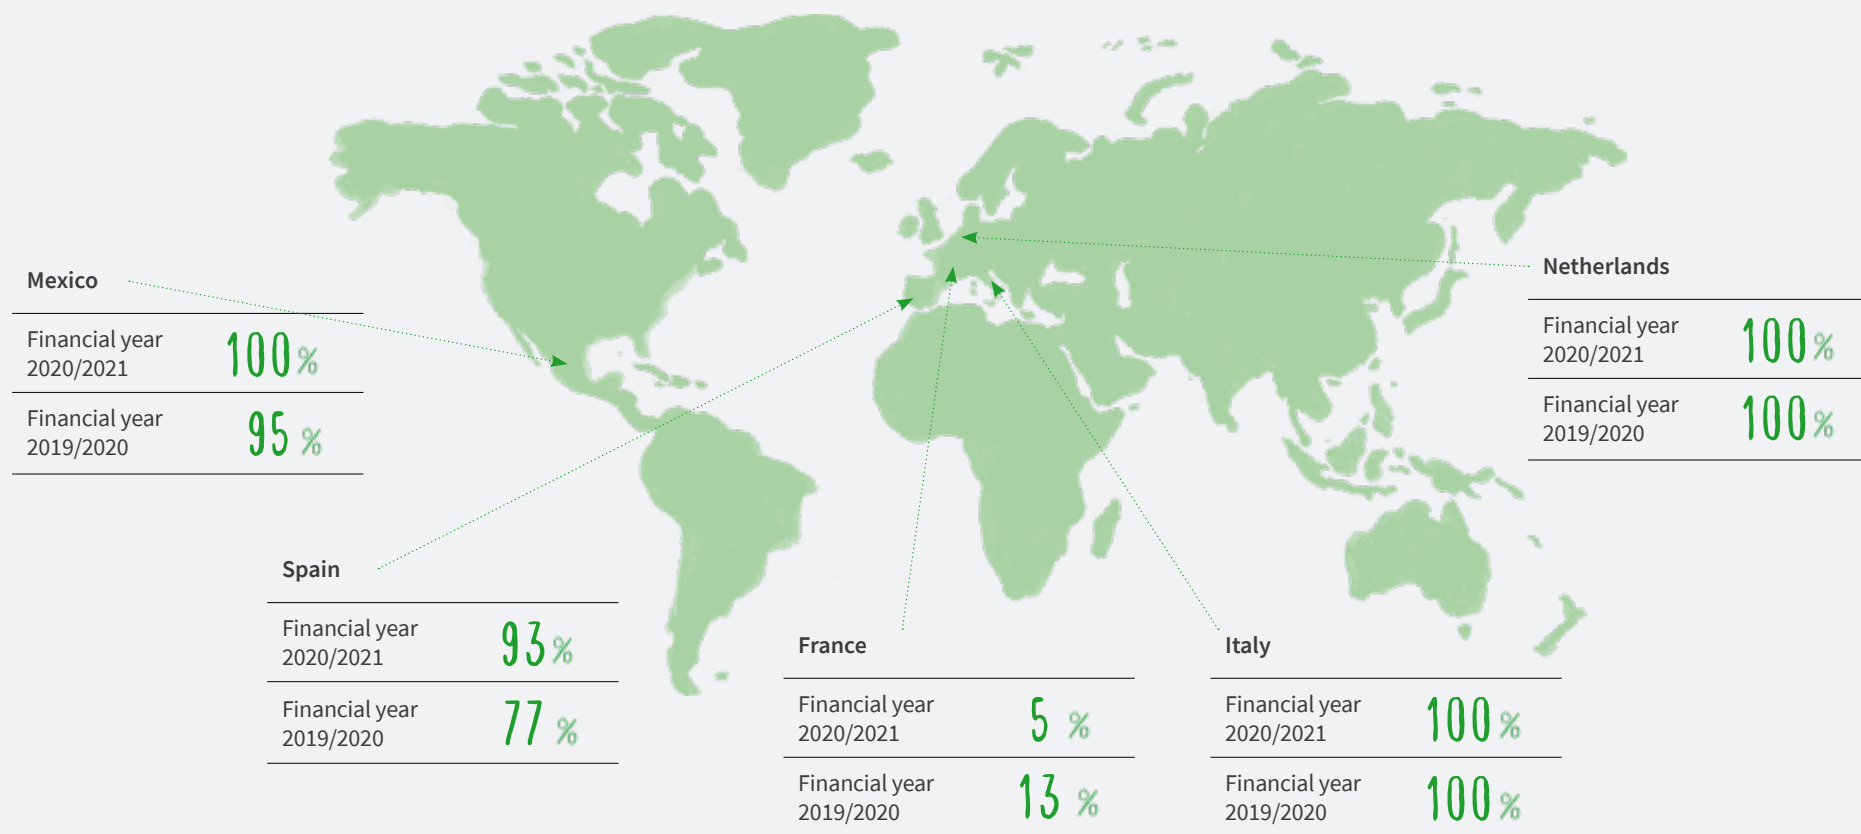 Mexico
Financial year
2020/2021
100 %
Financial year
2019/2020
95 %
Netherlands
Financial year
2020/2021
100 %
Financial year
2019/2020
100 %
Spain
Financial year
2020/2021
93 %
Financial year
2019/2020
77 %
France
Financial year
2020/2021
5 %
Financial year
2019/2020
13 %
Italy
Financial year
2020/2021
100 %
Financial year
2019/2020
100 %